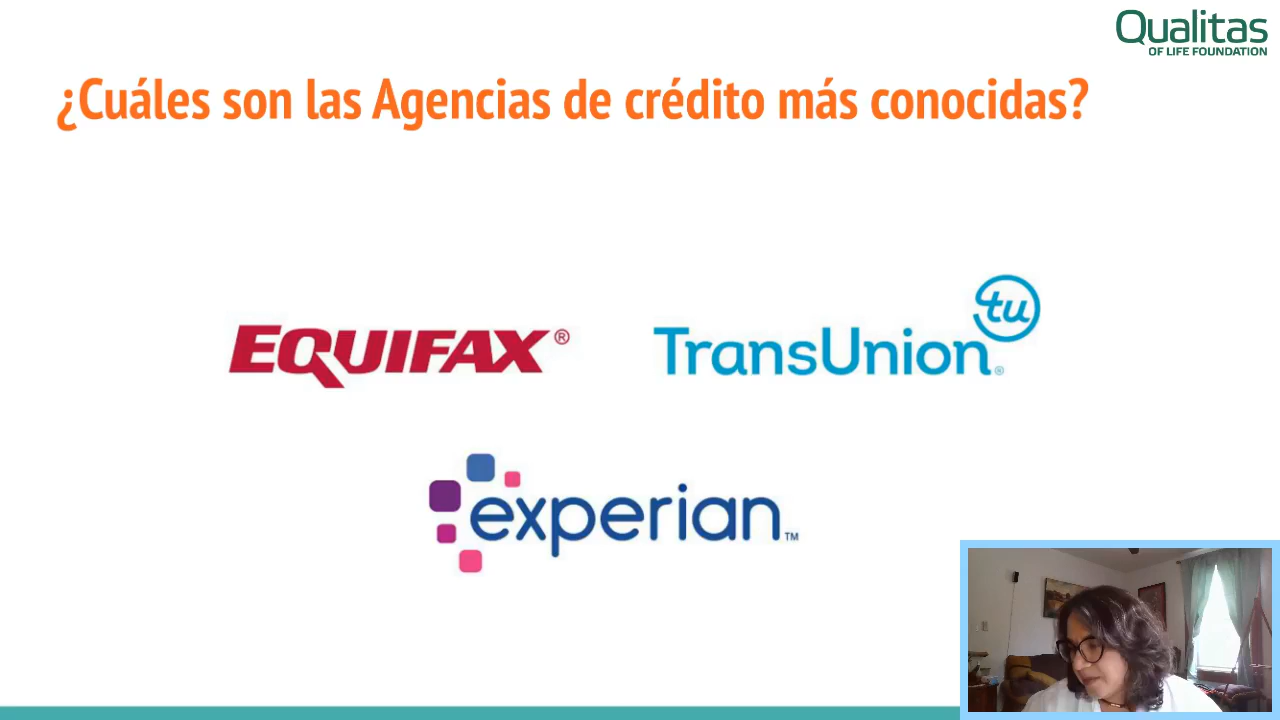 Qualitas
OF LIFE FOUNDATION
¿Cuáles son las Agencias de crédito más conocidas?
EQUIFAX®
tu
TransUnion®
experian™